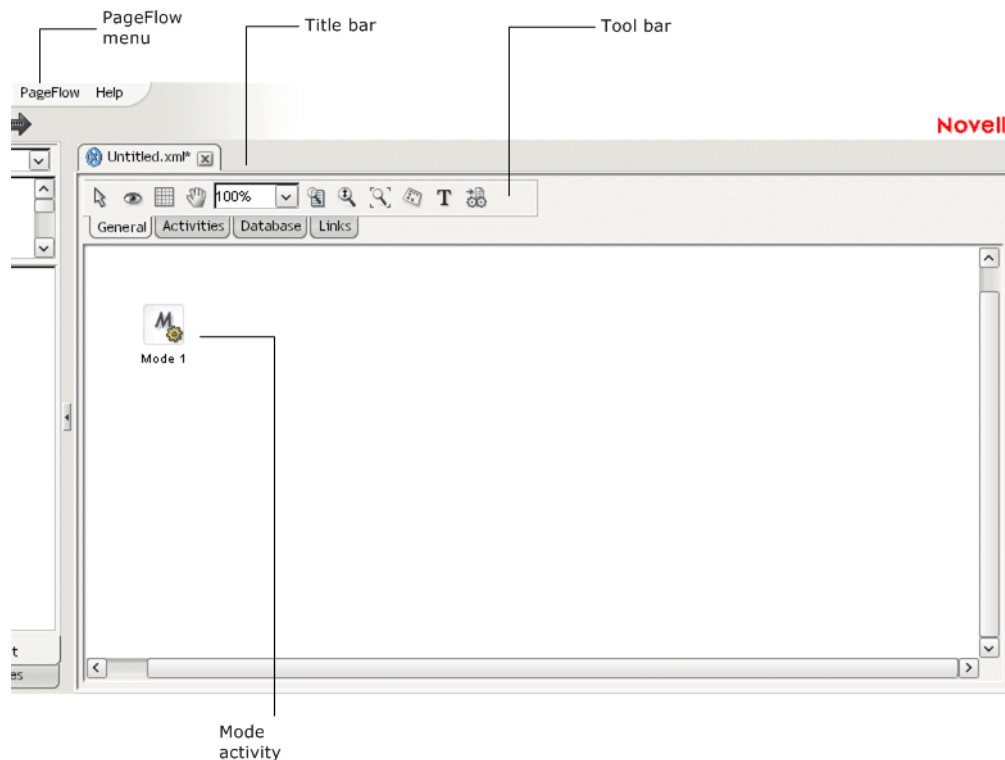 PageFlow
menu
Title bar
Tool bar
PageFlow Help
Novell
Untitled.xml*
100%
T
General Activities Database Links
M
Mode 1
t
es
Mode
activity